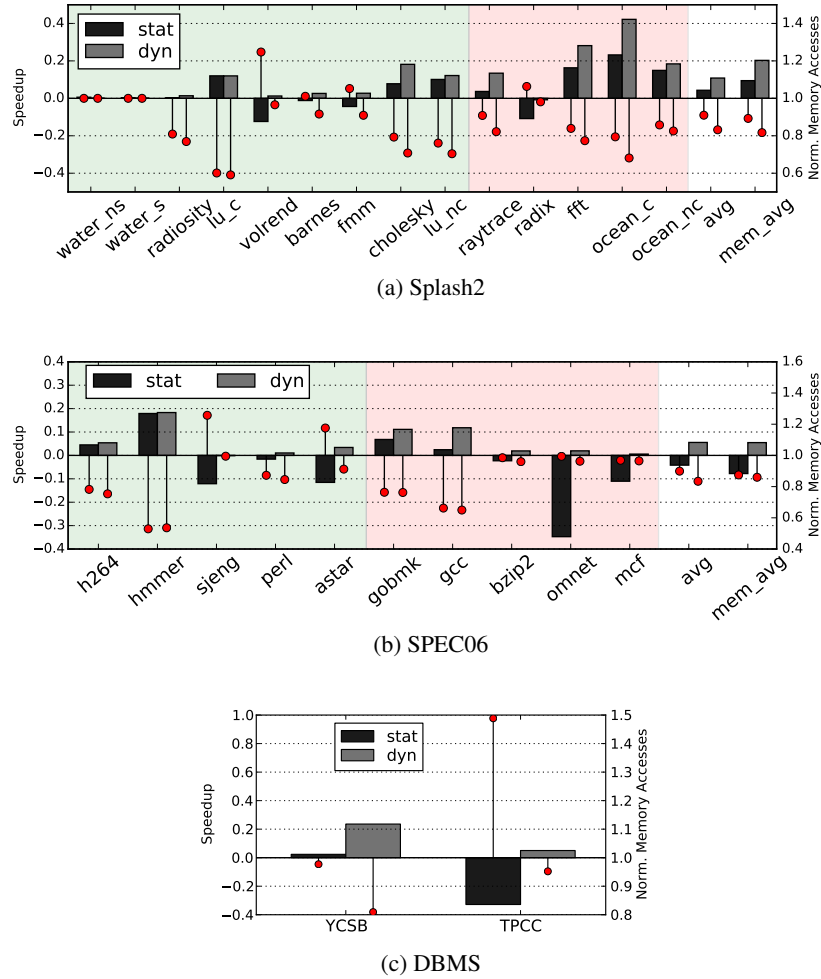 stat
dyn
Speedup
0.4
0.2
0.0
−0.2
−0.4
1.4
1.2
1.0
0.8
0.6
Norm. Memory Accesses
water_ns
water_s
radiosity
lu_c
volrend
barnes
fmm
cholesky
lu_nc
raytrace
radix
fft
ocean_c
ocean_nc
avg
mem_avg
(a) Splash2
stat dyn
Speedup
0.4
0.3
0.2
0.1
0.0
−0.1
−0.2
−0.3
−0.4
1.6
1.4
1.2
1.0
0.8
0.6
0.4
Norm. Memory Accesses
h264
hmmer
sjeng
perl
astar
gobmk
gcc
bzip2
omnet
mcf
avg
mem_avg
(b) SPEC06
stat
dyn
Speedup
1.0
0.8
0.6
0.4
0.2
0.0
−0.2
−0.4
1.5
1.4
1.3
1.2
1.1
1.0
0.9
0.8
Norm. Memory Accesses
YCSB TPCC
(c) DBMS